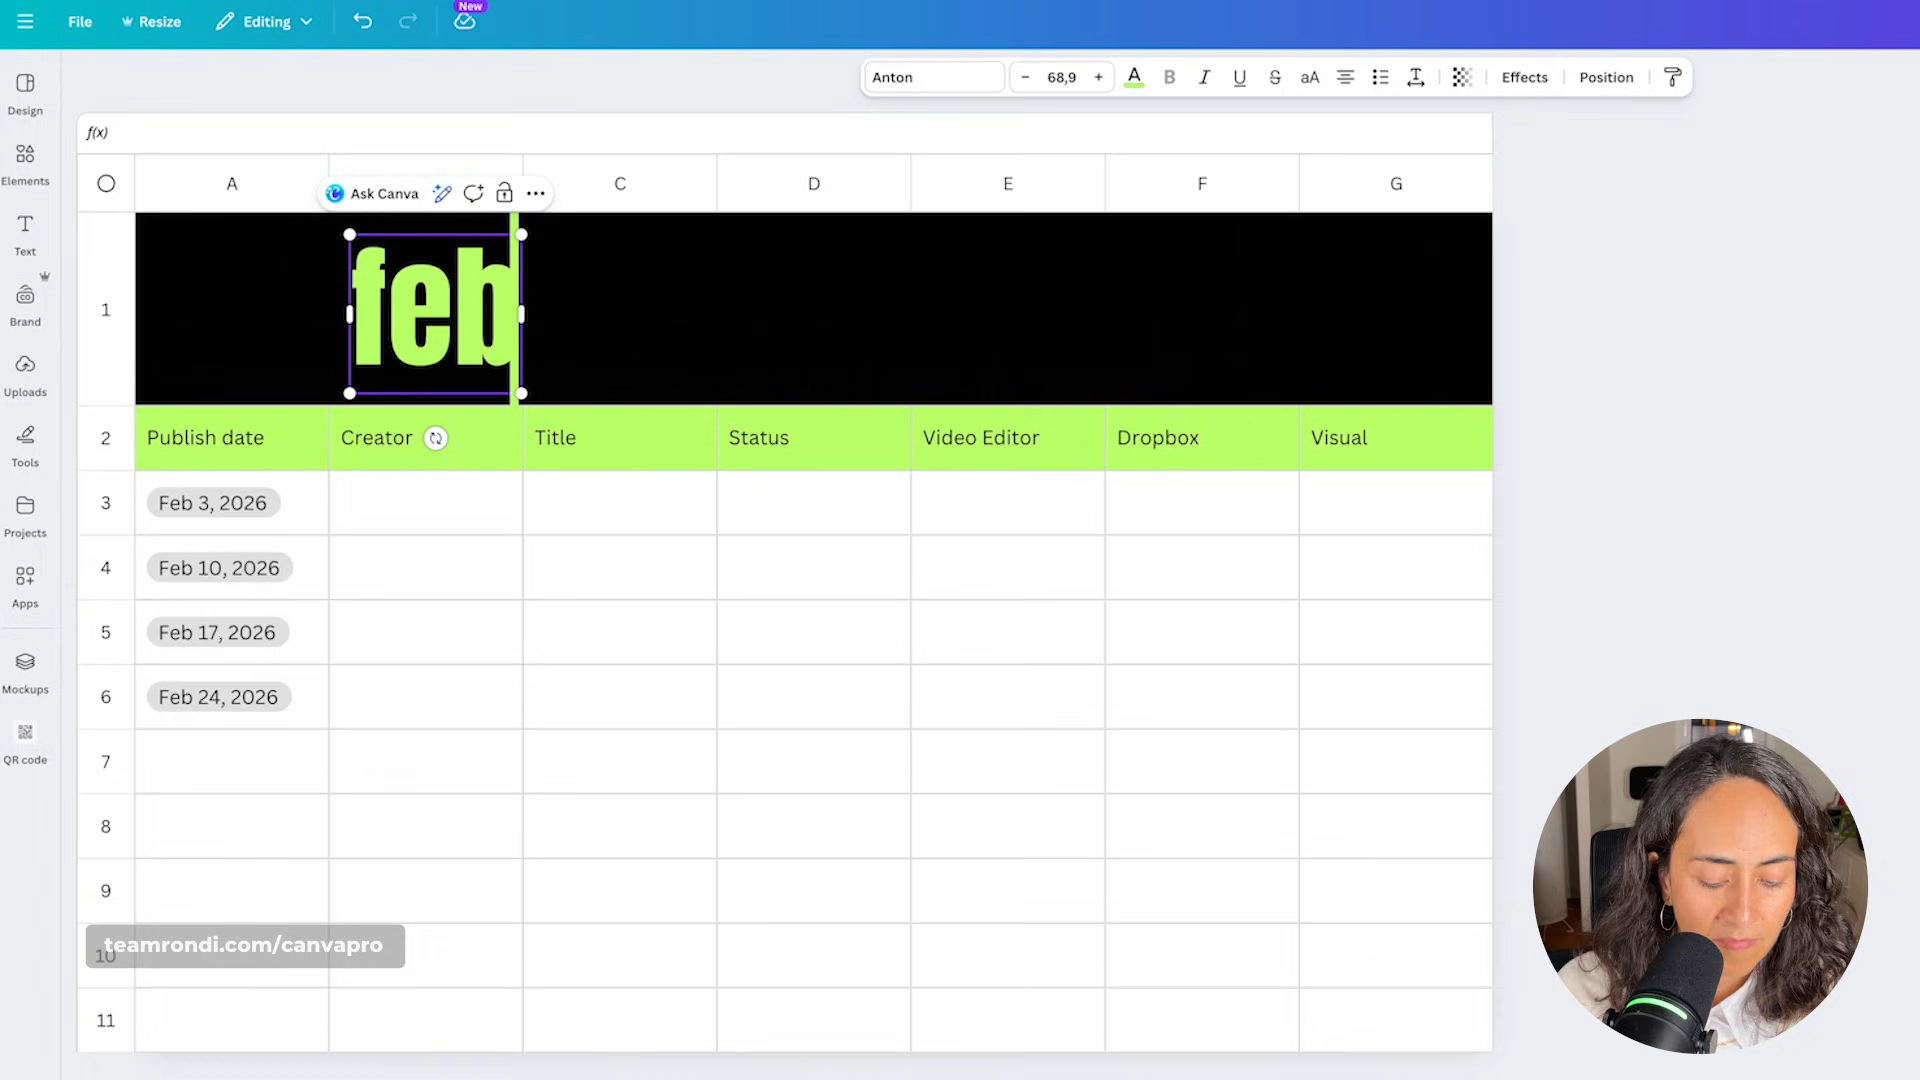 File
Resize
Editing
New
Design
Elements
Text
Brand
Uploads
Tools
Projects
Apps
Mockups
QR code
Anton
− 68,9 +
A B I U S aA
Effects
Position
f(x)
A C D E F G
Ask Canva
1
feb
2 Publish date Creator Title Status Video Editor Dropbox Visual
3 Feb 3, 2026
4 Feb 10, 2026
5 Feb 17, 2026
6 Feb 24, 2026
7
8
9
10
teamrondi.com/canvapro
11